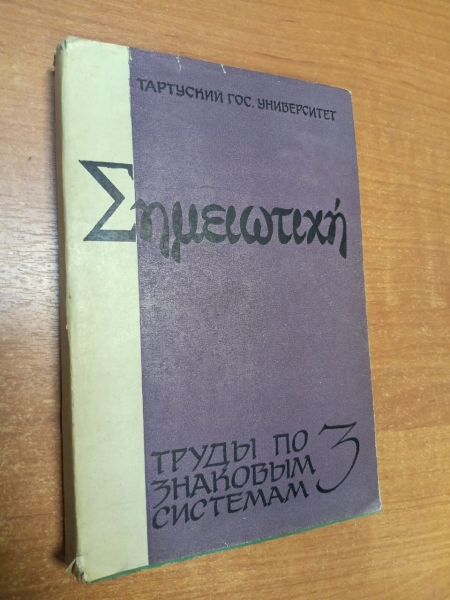 ТАРТУСКИЙ ГОС. УНИВЕРСИТЕТ
Σημειωτική
ТРУДЫ ПО
ЗНАКОВЫМ 3
СИСТЕМАМ